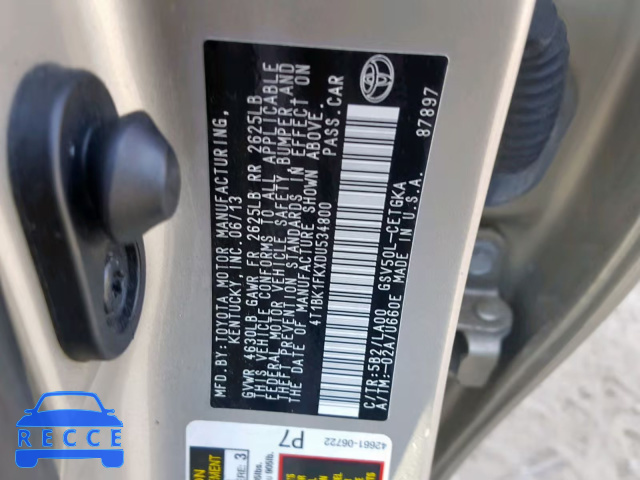 MFD.BY:TOYOTA MOTOR MANUFACTURING,
KENTUCKY, INC. 06/13
GVWR 4630LB GAWR FR 2625LB RR 2625LB
THIS VEHICLE CONFORMS TO ALL APPLICABLE
FEDERAL MOTOR VEHICLE SAFETY BUMPER AND
THEFT PREVENTION STANDARDS IN EFFECT ON
THE DATE OF MANUFACTURE SHOWN ABOVE.
4T1BK1FKXDU534800 PASS.CAR
C/TR:5B2/LA00 GSV50L-CETGKA
A/TM:-02A/U660E MADE IN U.S.A.
87897
P7 42661-06722
RECCE
KENTUCKY